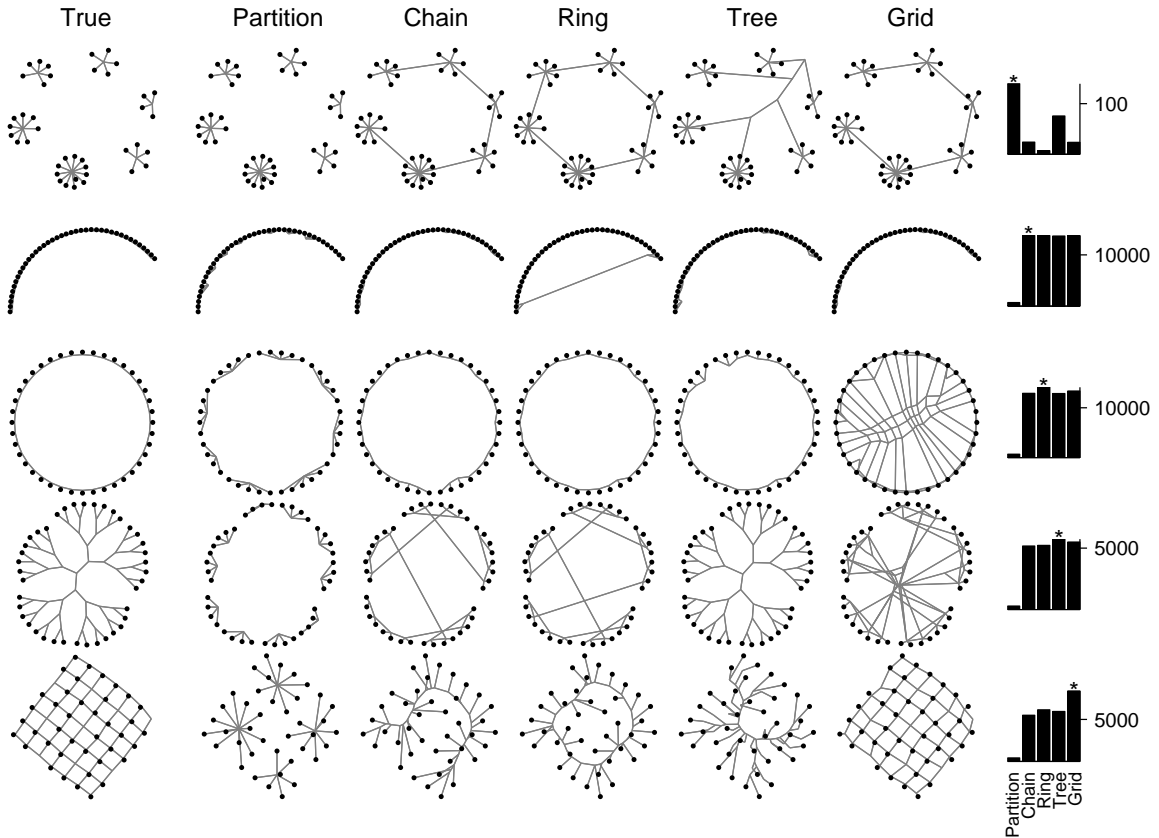 True Partition Chain Ring Tree Grid
*
100
*
10000
*
10000
*
5000
*
5000
Partition
Chain
Ring
Tree
Grid